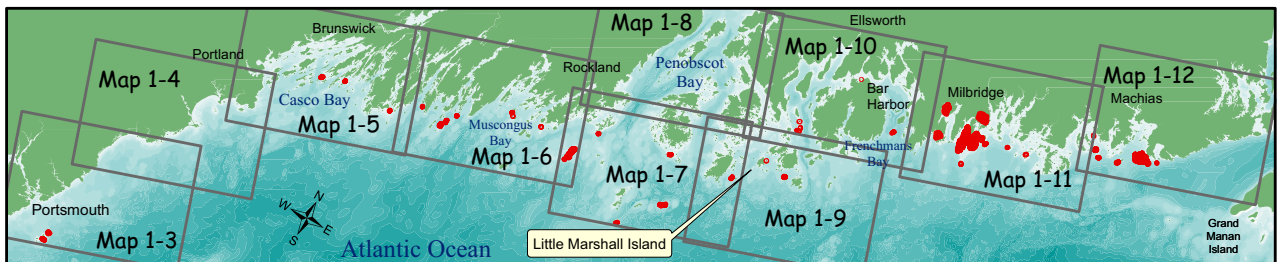 Map 1-8
Ellsworth
Brunswick
Map 1-10
Portland
Map 1-4
Rockland
Penobscot
Bay
Map 1-12
Bar
Harbor
Milbridge
Machias
Casco Bay
Map 1-5
Muscongus
Bay
Map 1-6
Frenchmans
Bay
Map 1-7
Map 1-11
Portsmouth
Map 1-3
N
W
E
S
Map 1-9
Atlantic Ocean
Little Marshall Island
Grand
Manan
Island